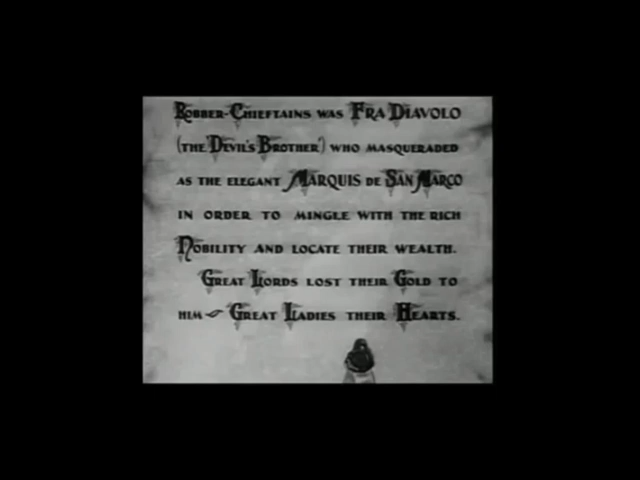 ROBBER-CHIEFTAINS WAS FRA DIAVOLO
(THE DEVIL'S BROTHER) WHO MASQUERADED
AS THE ELEGANT MARQUIS DE SAN MARCO
IN ORDER TO MINGLE WITH THE RICH
NOBILITY AND LOCATE THEIR WEALTH.
GREAT LORDS LOST THEIR GOLD TO
HIM — GREAT LADIES THEIR HEARTS.